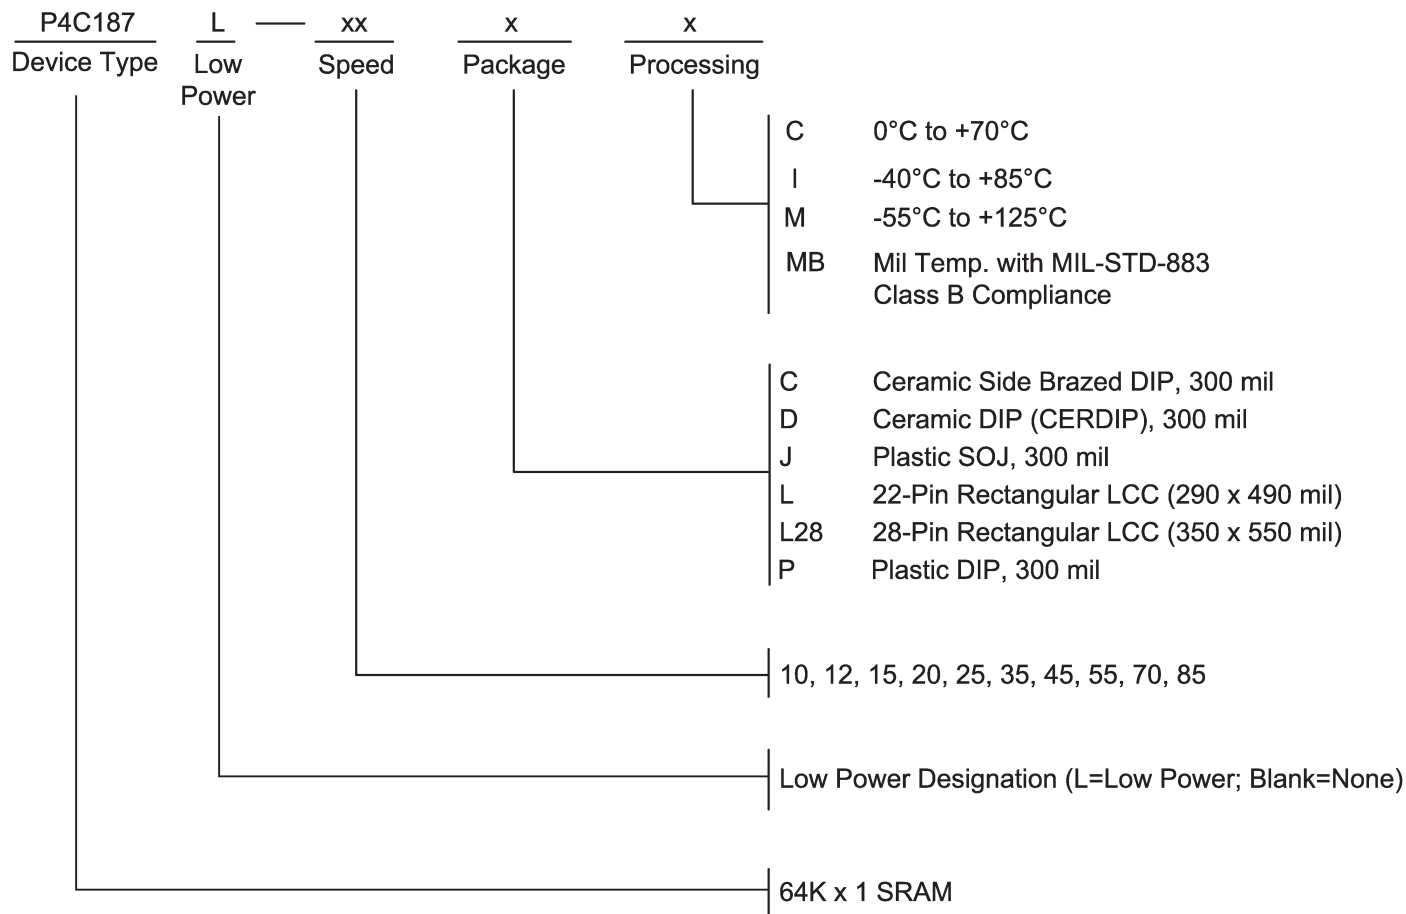 P4C187 L — xx x x
Device Type Low Power Speed Package Processing
C 0°C to +70°C
I -40°C to +85°C
M -55°C to +125°C
MB Mil Temp. with MIL-STD-883
Class B Compliance
C Ceramic Side Brazed DIP, 300 mil
D Ceramic DIP (CERDIP), 300 mil
J Plastic SOJ, 300 mil
L 22-Pin Rectangular LCC (290 x 490 mil)
L28 28-Pin Rectangular LCC (350 x 550 mil)
P Plastic DIP, 300 mil
10, 12, 15, 20, 25, 35, 45, 55, 70, 85
Low Power Designation (L=Low Power; Blank=None)
64K x 1 SRAM